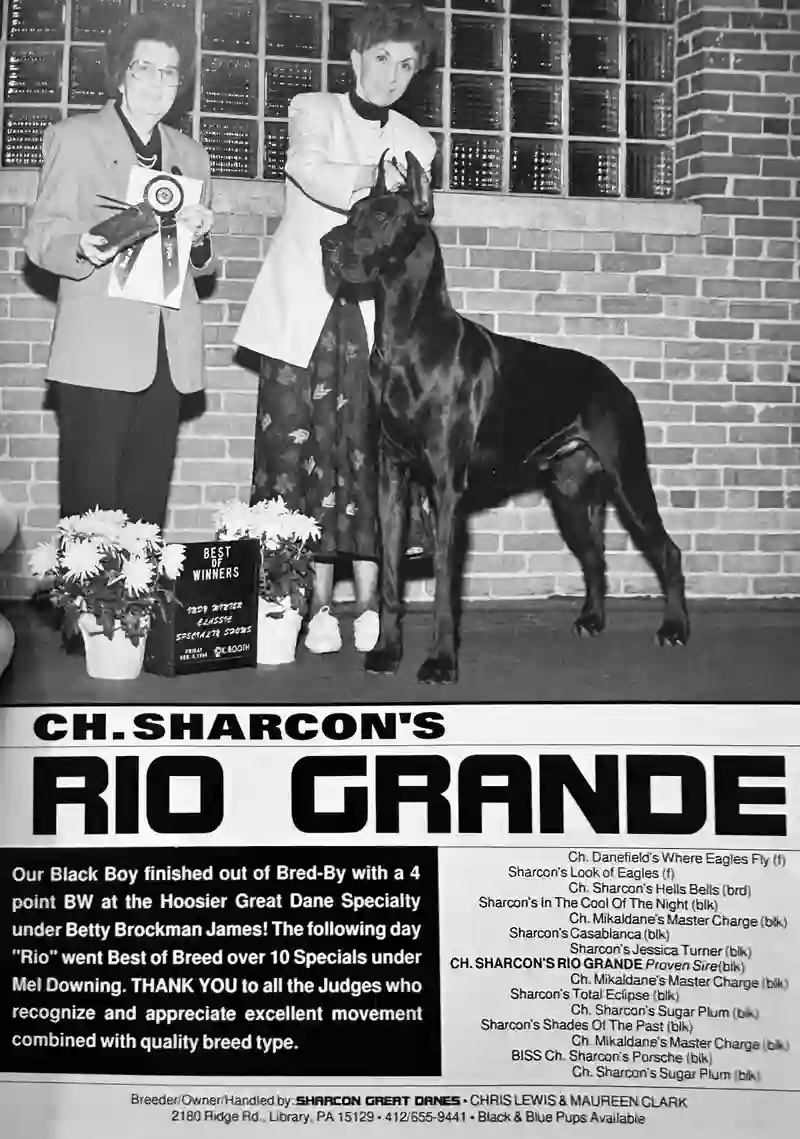 BEST
OF
WINNERS
INDY WINTER
CLASSIC
SPECIALTY SHOWS
FRIDAY
FEB. 4, 1994
K. BOOTH
CH. SHARCON'S
RIO GRANDE
Our Black Boy finished out of Bred-By with a 4
point BW at the Hoosier Great Dane Specialty
under Betty Brockman James! The following day
"Rio" went Best of Breed over 10 Specials under
Mel Downing. THANK YOU to all the Judges who
recognize and appreciate excellent movement
combined with quality breed type.
Ch. Danefield's Where Eagles Fly (f)
Sharcon's Look of Eagles (f)
Ch. Sharcon's Hells Bells (brd)
Sharcon's In The Cool Of The Night (blk)
Ch. Mikaldane's Master Charge (blk)
Sharcon's Casablanca (blk)
Sharcon's Jessica Turner (blk)
CH. SHARCON'S RIO GRANDE Proven Sire(blk)
Ch. Mikaldane's Master Charge (blk)
Sharcon's Total Eclipse (blk)
Ch. Sharcon's Sugar Plum (blk)
Sharcon's Shades Of The Past (blk)
Ch. Mikaldane's Master Charge (blk)
BISS Ch. Sharcon's Porsche (blk)
Ch. Sharcon's Sugar Plum (blk)
Breeder/Owner/Handled by: SHARCON GREAT DANES • CHRIS LEWIS & MAUREEN CLARK
2180 Ridge Rd., Library, PA 15129 • 412/655-9441 • Black & Blue Pups Available